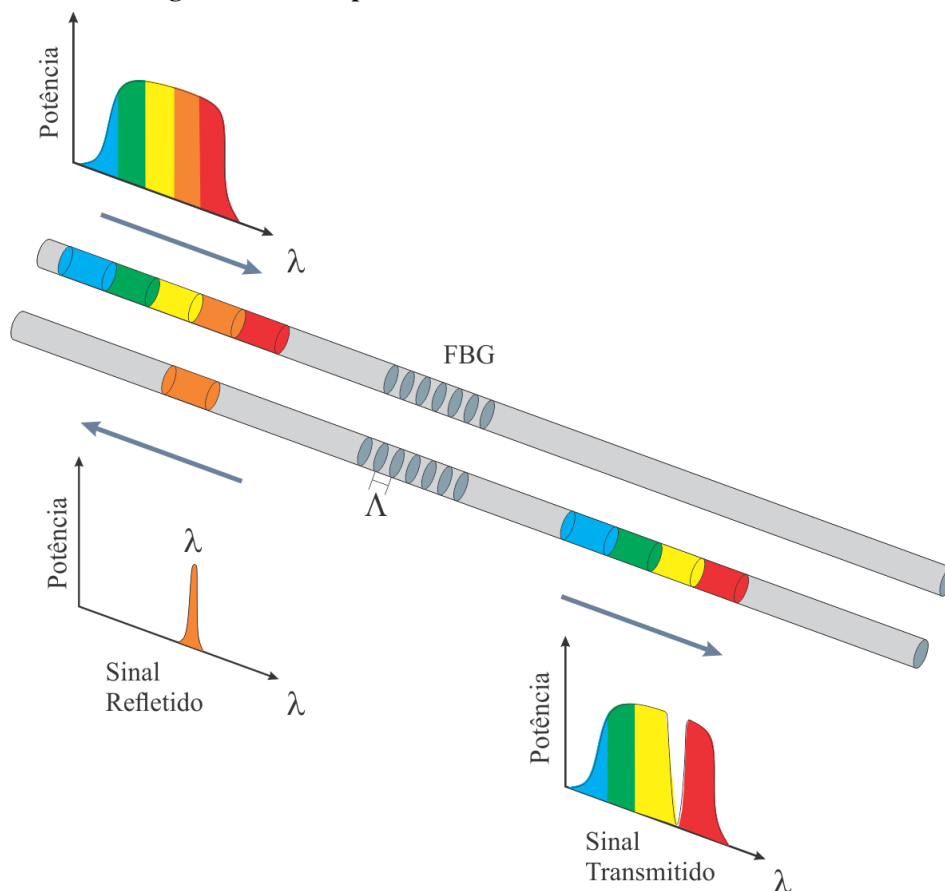 Potência
λ
FBG
Λ
Potência
λ
Sinal
Refletido
λ
Potência
Sinal
Transmitido
λ